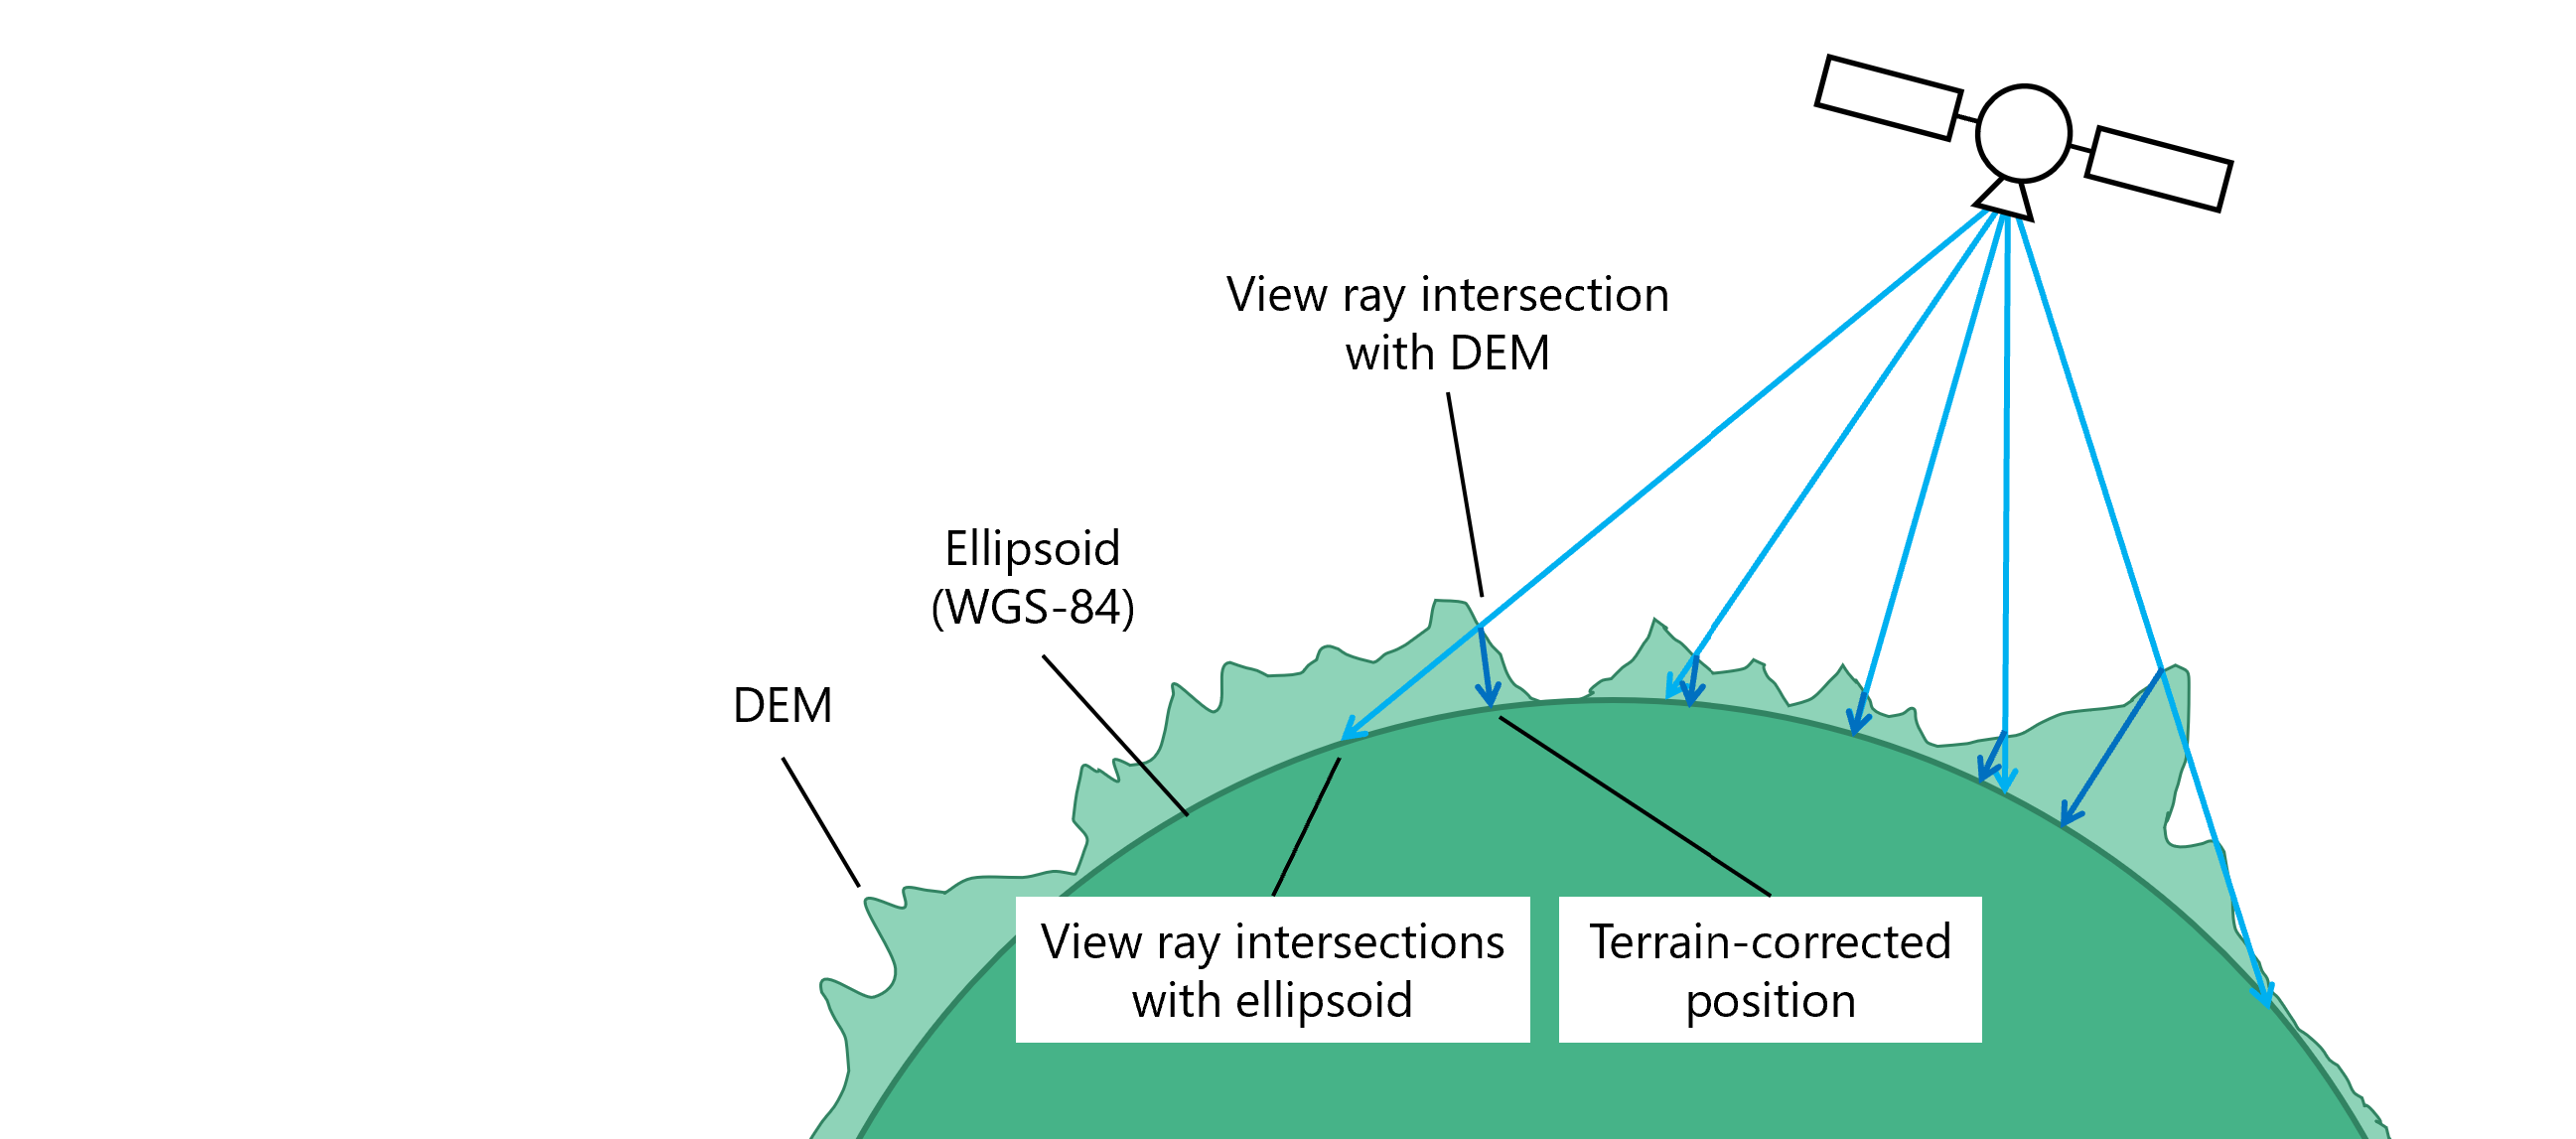 View ray intersection
with DEM
Ellipsoid
(WGS-84)
DEM
View ray intersections
with ellipsoid
Terrain-corrected
position